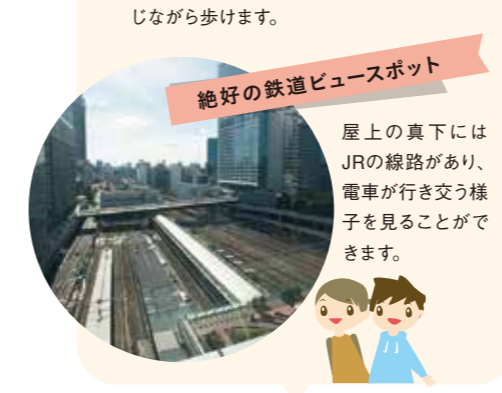 じながら歩けます。
絶好の鉄道ビュースポット
屋上の真下には
JRの線路があり、
電車が行き交う様
子を見ることがで
きます。